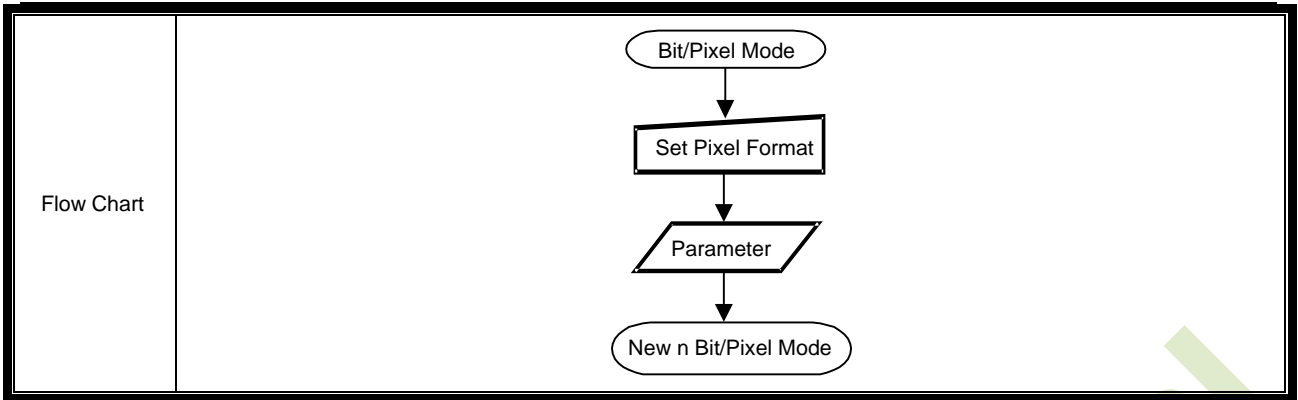 Flow Chart
Bit/Pixel Mode
Set Pixel Format
Parameter
New n Bit/Pixel Mode